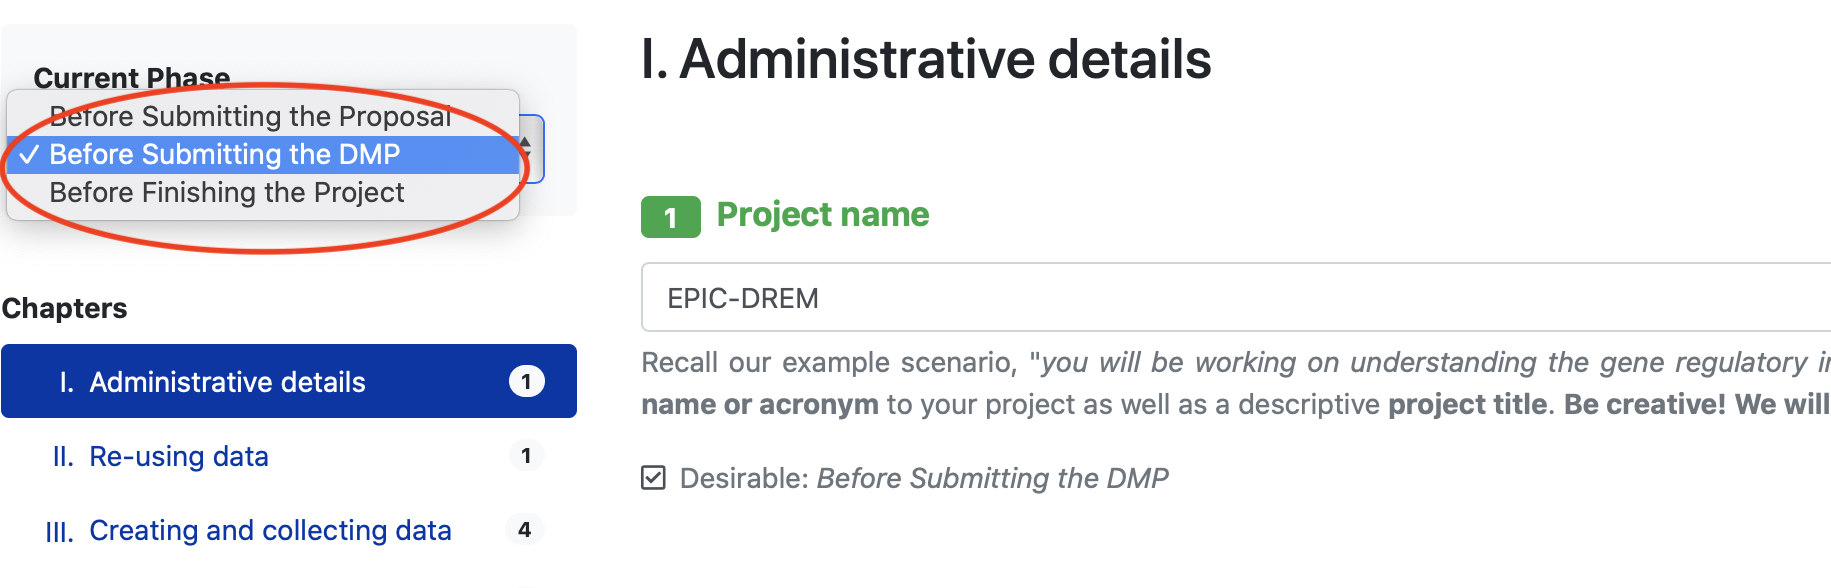 Current Phase
Before Submitting the Proposal
✓ Before Submitting the DMP
Before Finishing the Project
Chapters
I. Administrative details 1
II. Re-using data 1
III. Creating and collecting data 4
I. Administrative details
1 Project name
EPIC-DREM
Recall our example scenario, "you will be working on understanding the gene regulatory
name or acronym to your project as well as a descriptive project title. Be creative! We will
Desirable: Before Submitting the DMP